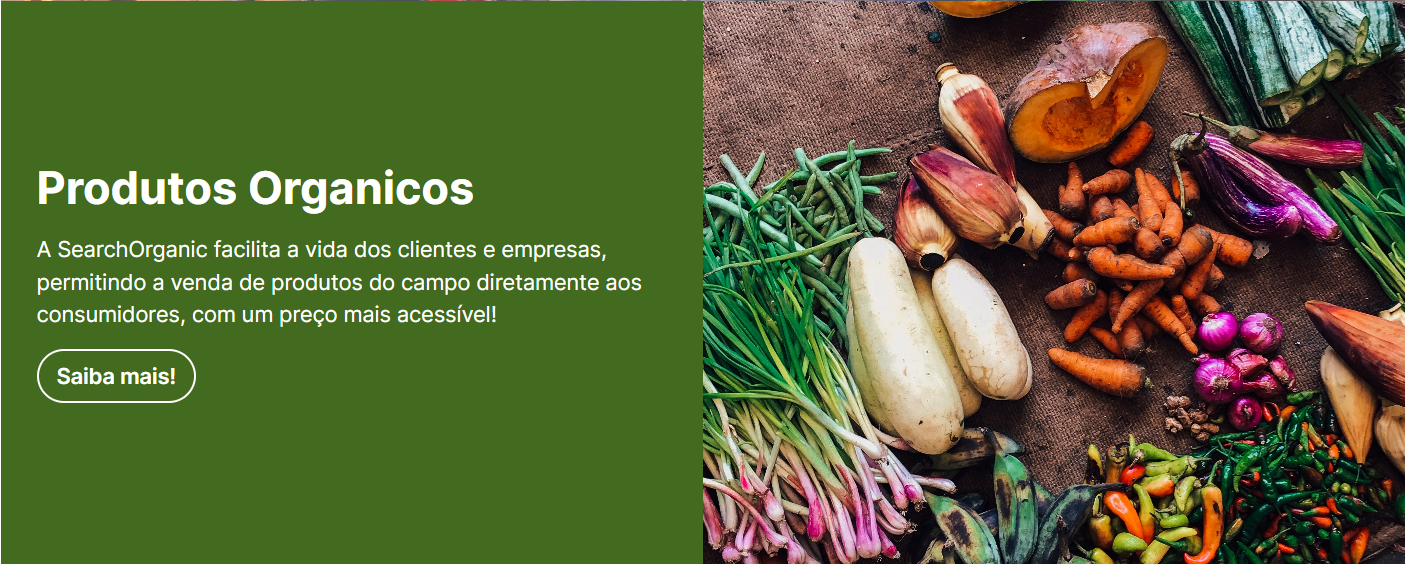 Produtos Organicos
A SearchOrganic facilita a vida dos clientes e empresas,
permitindo a venda de produtos do campo diretamente aos
consumidores, com um preço mais acessível!
Saiba mais!